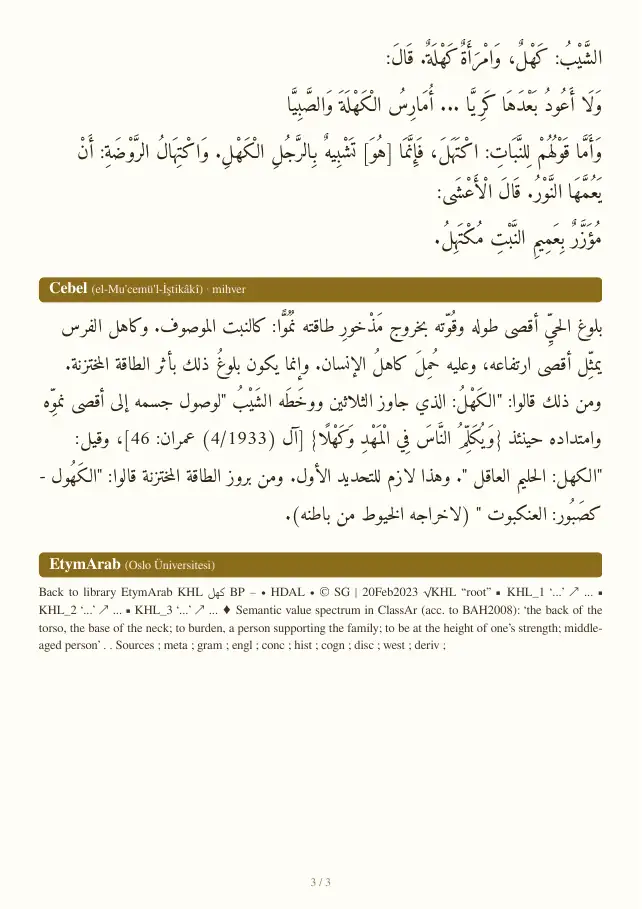 الشَّيْبُ: كَهْلٌ، وَامْرَأَةٌ كَهْلَةٌ. قَالَ:
وَلَا أَعُودُ بَعْدَهَا كَرِيَّا ... أُمَارِسُ الْكَهْلَةَ وَالصَّبِيَّا
وَأَمَّا قَوْلُهُمْ لِلنَّبَاتِ: اكْتَهَلَ، فَإِنَّمَا [هُوَ] تَشْبِيهٌ بِالرَّجُلِ الْكَهْلِ. وَاكْتِهَالُ الرَّوْضَةِ: أَنْ
يَعُمَّهَا النَّوْرُ. قَالَ الْأَعْشَى:
مُؤَزَّرٌ بِعَمِيمِ النَّبْتِ مُكْتَهِلُ.
Cebel (el-Mu'cemü'l-İştikâkî) · mihver
بلوغ الحيِّ أقصى طوله وقُوّته بخروج مَذْخورِ طاقته نُمُوًّا: كالنبت الموصوف. وكاهل الفرس
يمثِّل أقصى ارتفاعه، وعليه حُمِلَ كاهلُ الإنسان. وإنما يكون بلوغُ ذلك بأثر الطاقة المختزنة.
ومن ذلك قالوا: "الكَهْلُ: الذي جاوز الثلاثين ووخَطَه الشَيْبُ "لوصول جسمه إلى أقصى نموِّه
وامتداده حينئذ {وَيُكَلِّمُ النَّاسَ فِي الْمَهْدِ وَكَهْلًا} [آل (4/1933) عمران: 46]، وقيل:
"الكهل: الحليم العاقل ". وهذا لازم للتحديد الأول. ومن بروز الطاقة المختزنة قالوا: "الكَهُول -
كصَبُور: العنكبوت " (لاخراجه الخيوط من باطنه).
EtymArab (Oslo Üniversitesi)
Back to library EtymArab KHL كهل BP – • HDAL • © SG | 20Feb2023 √KHL “root” ▪ KHL_1 ‘...’ ↗ ... ▪
KHL_2 ‘...’ ↗ ... ▪ KHL_3 ‘...’ ↗ ... ♦ Semantic value spectrum in ClassAr (acc. to BAH2008): ‘the back of the
torso, the base of the neck; to burden, a person supporting the family; to be at the height of one’s strength; middle-
aged person’ . . Sources ; meta ; gram ; engl ; conc ; hist ; cogn ; disc ; west ; deriv ;
3 / 3